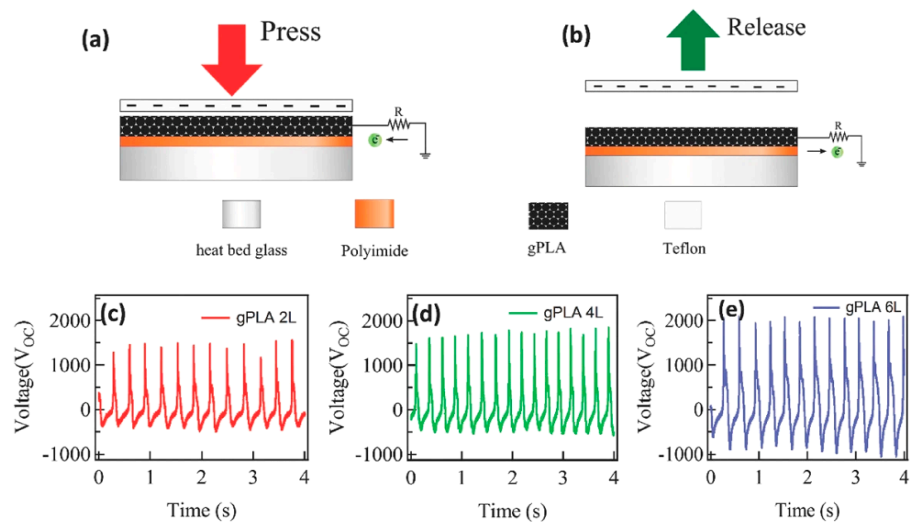 (a)
Press
(b)
Release
R
e
R
e
heat bed glass
Polyimide
gPLA
Teflon
(c)
gPLA 2L
2000
1000
0
-1000
Voltage(VOC)
0 1 2 3 4
Time (s)
(d)
gPLA 4L
2000
1000
0
-1000
Voltage(VOC)
0 1 2 3 4
Time (s)
(e)
gPLA 6L
2000
1000
0
-1000
Voltage(VOC)
0 1 2 3 4
Time (s)